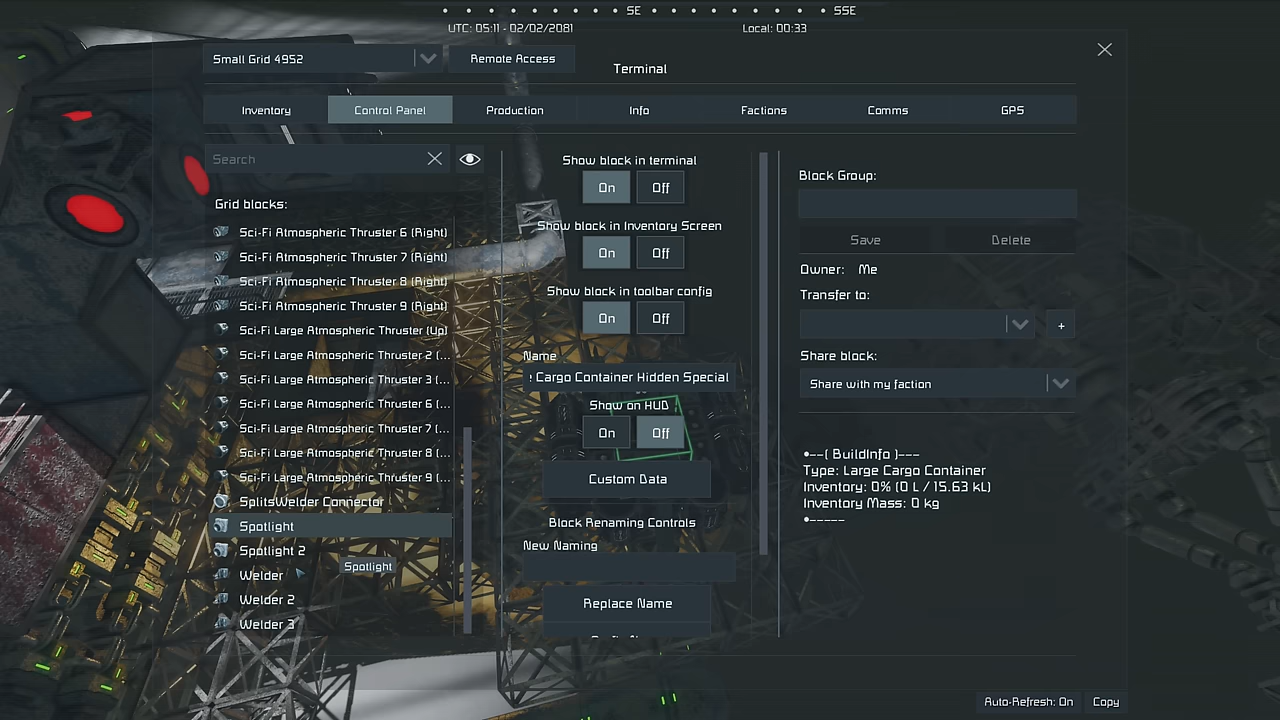 SE
SSE
UTC: 05:11 - 02/02/2081
Local: 00:33
Small Grid 4952
Remote Access
Terminal
Inventory
Control Panel
Production
Info
Factions
Comms
GPS
Search
Grid blocks:
Sci-Fi Atmospheric Thruster 6 (Right)
Sci-Fi Atmospheric Thruster 7 (Right)
Sci-Fi Atmospheric Thruster 8 (Right)
Sci-Fi Atmospheric Thruster 9 (Right)
Sci-Fi Large Atmospheric Thruster (Up)
Sci-Fi Large Atmospheric Thruster 2 (...
Sci-Fi Large Atmospheric Thruster 3 (...
Sci-Fi Large Atmospheric Thruster 6 (...
Sci-Fi Large Atmospheric Thruster 7 (...
Sci-Fi Large Atmospheric Thruster 8 (...
Sci-Fi Large Atmospheric Thruster 9 (...
SplitsWelder Connector
Spotlight
Spotlight 2
Spotlight
Welder
Welder 2
Welder 3
Show block in terminal
On
Off
Show block in Inventory Screen
On
Off
Show block in toolbar config
On
Off
Name
Cargo Container Hidden Special
Show on HUD
On
Off
Custom Data
Block Renaming Controls
New Naming
Replace Name
Block Group:
Save
Delete
Owner: Me
Transfer to:
+
Share block:
Share with my faction
•--( BuildInfo )---
Type: Large Cargo Container
Inventory: 0% (0 L / 15.63 kL)
Inventory Mass: 0 kg
•-----
Auto-Refresh: On
Copy